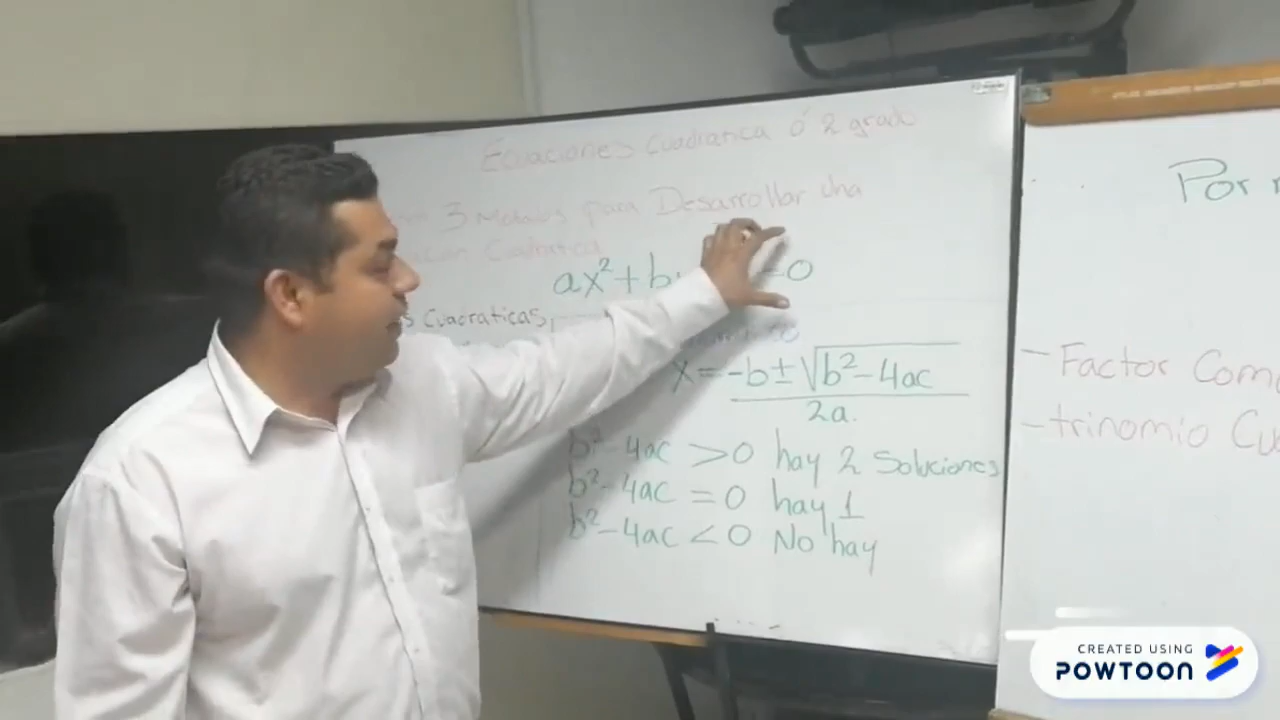 Ecuaciones Cuadratica ó 2 grado
3 Metodos para Desarrollar una
Cuadratica
ax²+b =0
s Cuadraticas
x = -b±√b²-4ac
2a.
b²-4ac >0 hay 2 Soluciones
b²-4ac =0 hay 1
b²-4ac <0 No hay
Por
- Factor Com
- trinomio Cu
CREATED USING
POWTOON